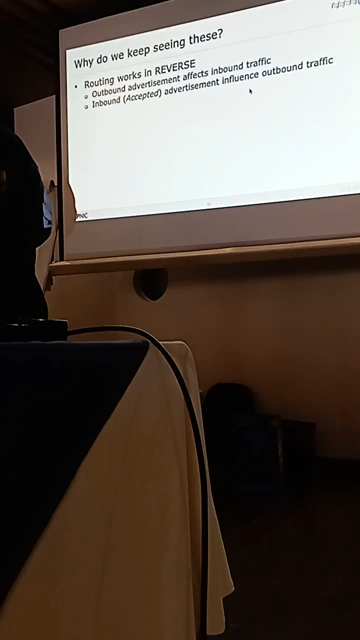 Why do we keep seeing these?
• Routing works in REVERSE
Outbound advertisement affects inbound traffic
Inbound (Accepted) advertisement influence outbound traffic